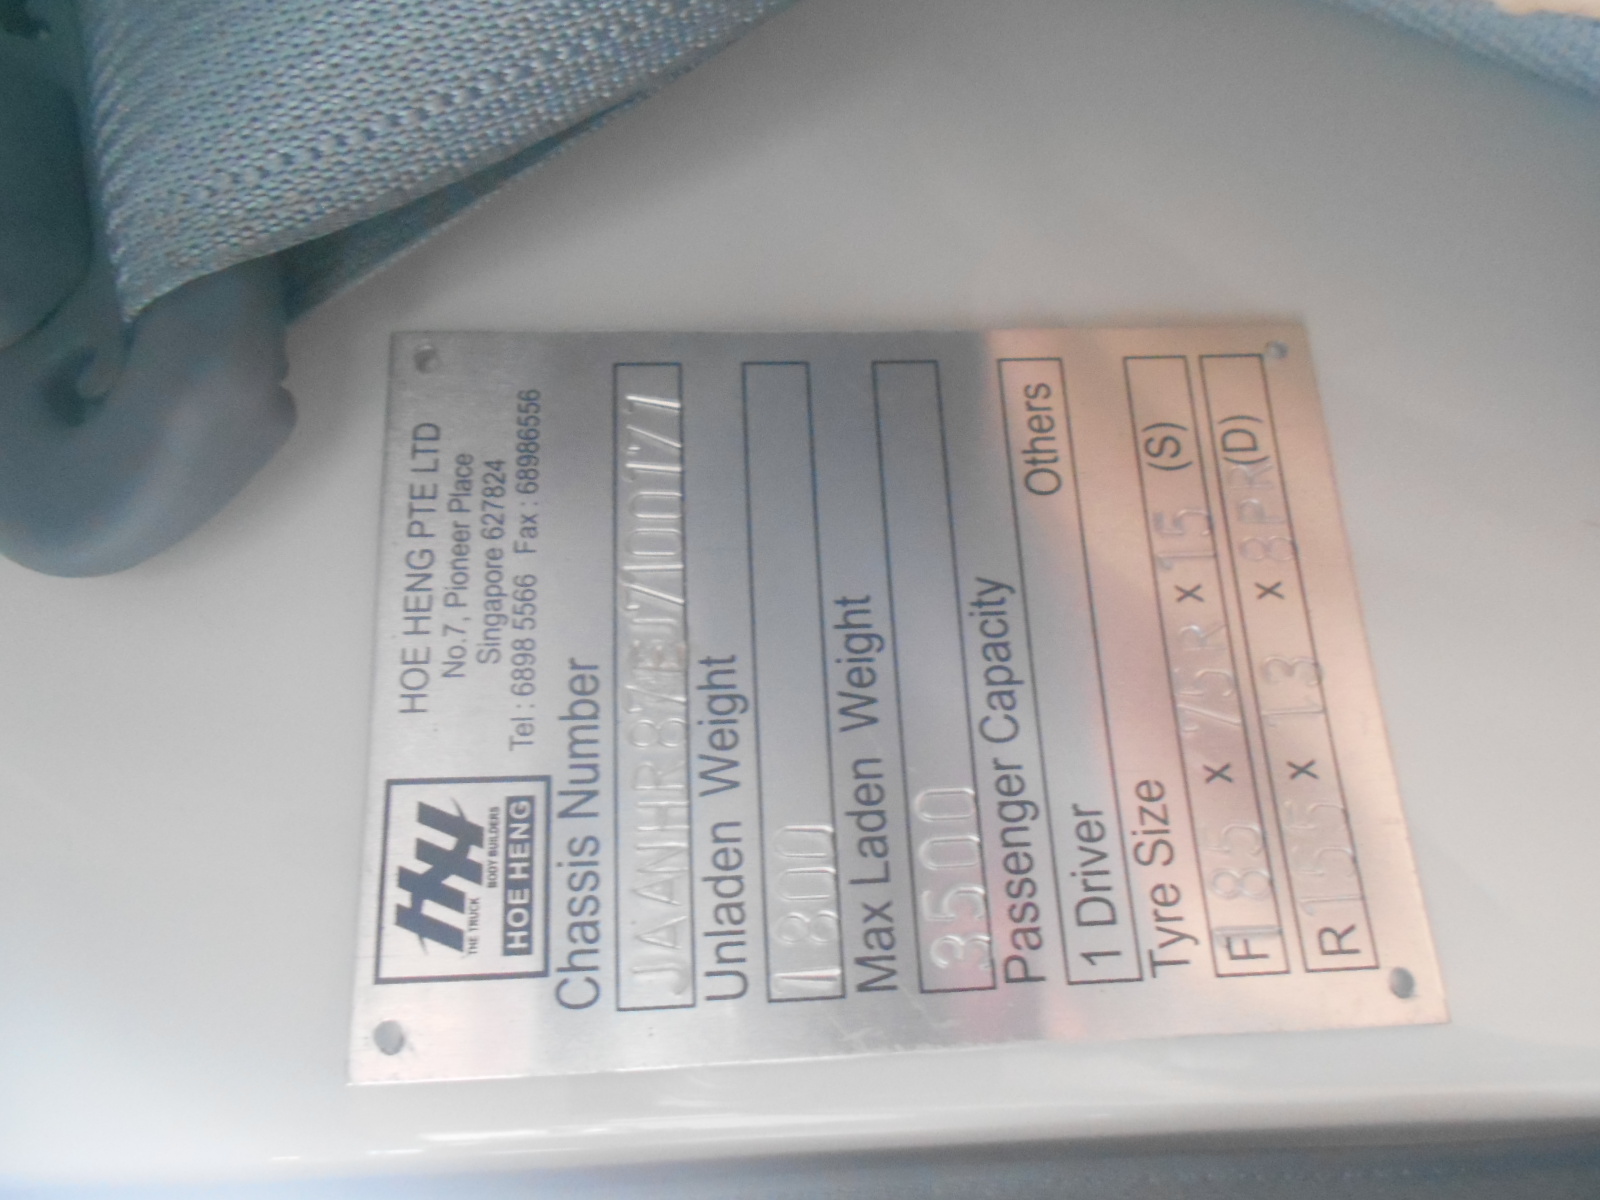 THE TRUCK BODY BUILDERS
HOE HENG
HOE HENG PTE LTD
No.7, Pioneer Place
Singapore 627824
Tel : 6898 5566 Fax : 68986556
Chassis Number
Unladen Weight
1800
Max Laden Weight
3500
Passenger Capacity
1 Driver Others
Tyre Size
F 185 x 75R x 15 (S)
R 155 x 13 x 8PR(D)